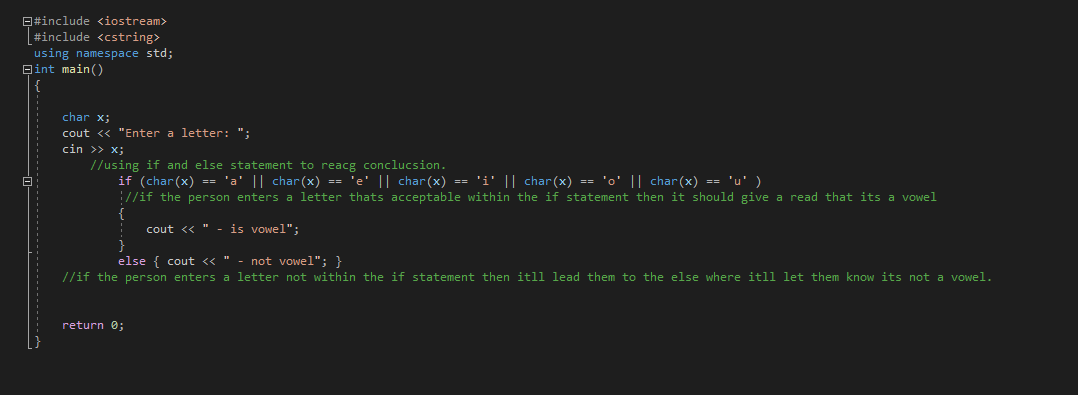 #include <iostream>
#include <cstring>
using namespace std;
int main()
{
char x;
cout << "Enter a letter: ";
cin >> x;
//using if and else statement to reacg conclucsion.
if (char(x) == 'a' || char(x) == 'e' || char(x) == 'i' || char(x) == 'o' || char(x) == 'u' )
//if the person enters a letter thats acceptable within the if statement then it should give a read that its a vowel
{
cout << " - is vowel";
}
else { cout << " - not vowel"; }
//if the person enters a letter not within the if statement then itll lead them to the else where itll let them know its not a vowel.
return 0;
}